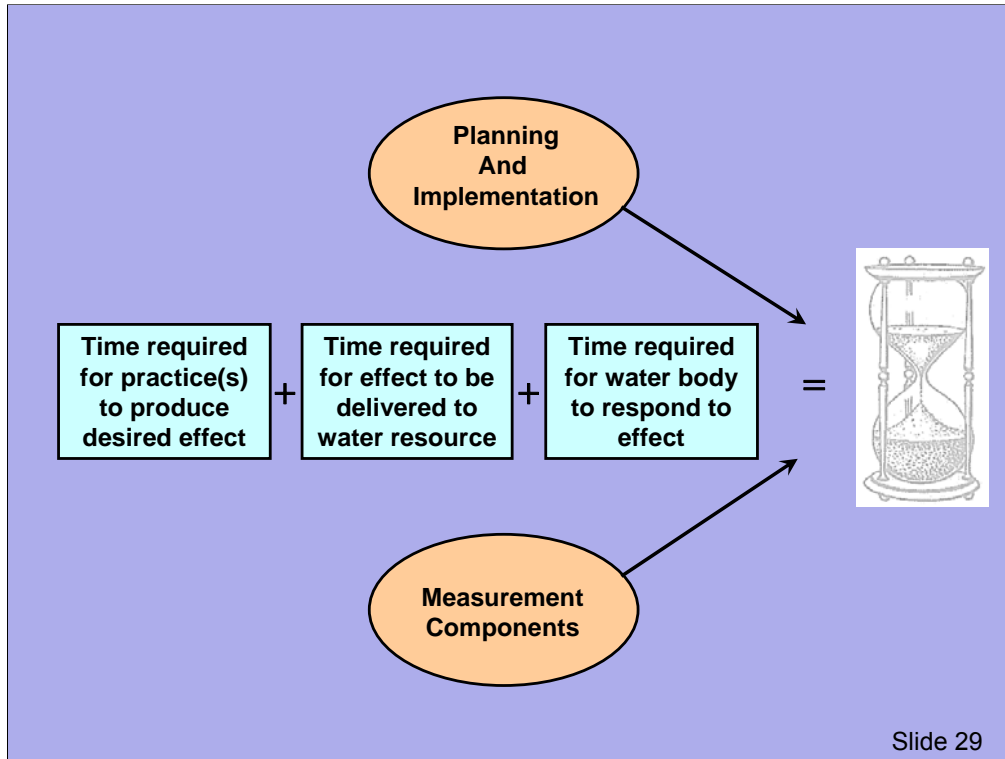 Planning
And
Implementation
Time required
for practice(s)
to produce
desired effect
+
Time required
for effect to be
delivered to
water resource
+
Time required
for water body
to respond to
effect
=
Measurement
Components
Slide 29